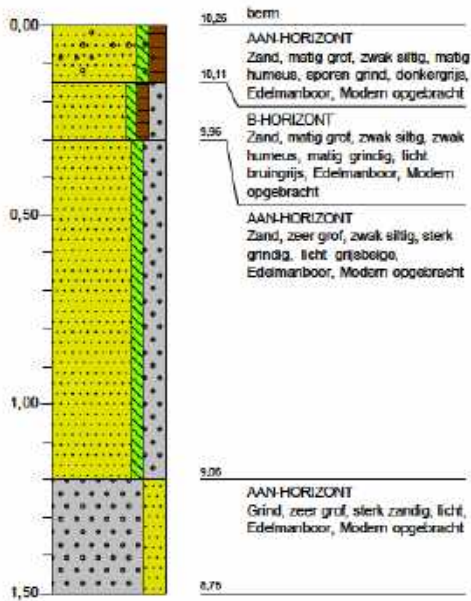 0,00
10,26
berm
AAN-HORIZONT
Zand, matig grof, zwak siltig, matig
humeus, sporen grind, donkergrijs,
Edelmanboor, Modern opgebracht
10,11
B-HORIZONT
Zand, matig grof, zwak siltig, zwak
humeus, matig grindig, licht
bruingrijs, Edelmanboor, Modern
opgebracht
9,96
0,50
AAN-HORIZONT
Zand, zeer grof, zwak siltig, sterk
grindig, licht grijsbeige,
Edelmanboor, Modern opgebracht
1,00
9,06
AAN-HORIZONT
Grind, zeer grof, sterk zandig, licht,
Edelmanboor, Modern opgebracht
1,50
8,76